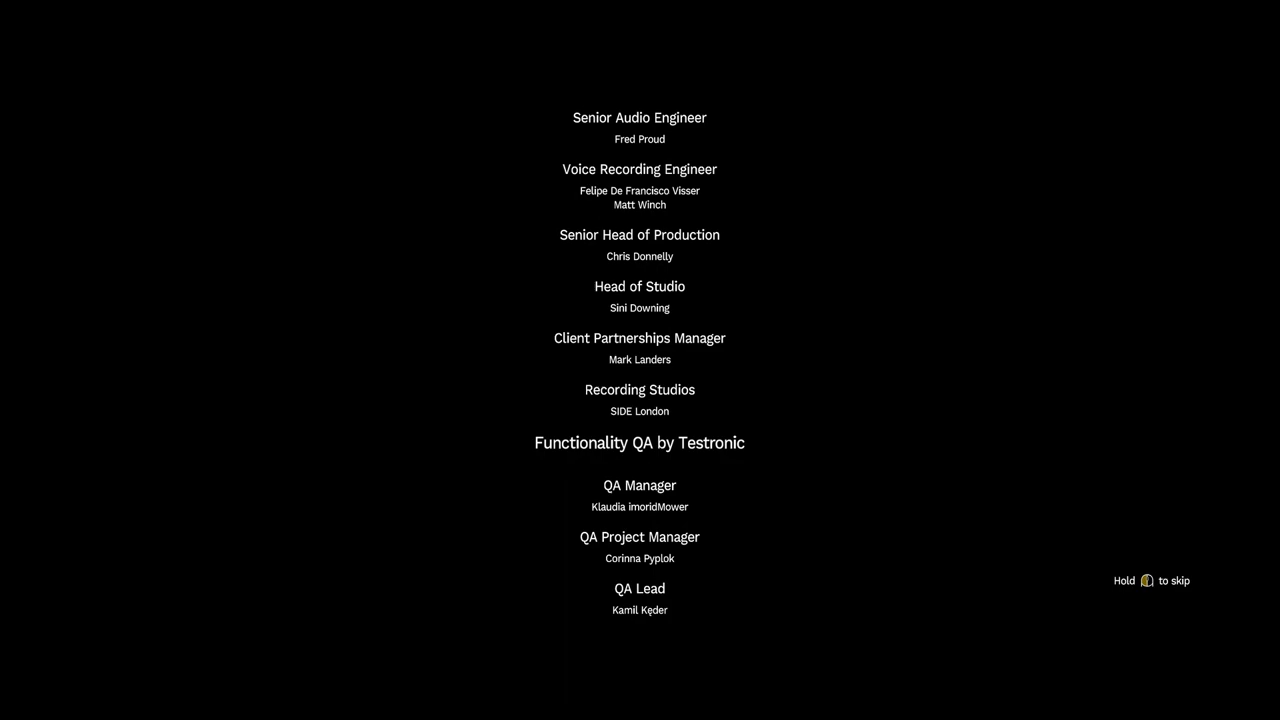 Senior Audio Engineer
Fred Proud
Voice Recording Engineer
Felipe De Francisco Visser
Matt Winch
Senior Head of Production
Chris Donnelly
Head of Studio
Sini Downing
Client Partnerships Manager
Mark Landers
Recording Studios
SIDE London
Functionality QA by Testronic
QA Manager
Klaudia imoridMower
QA Project Manager
Corinna Pyplok
QA Lead
Kamil Kęder
Hold to skip